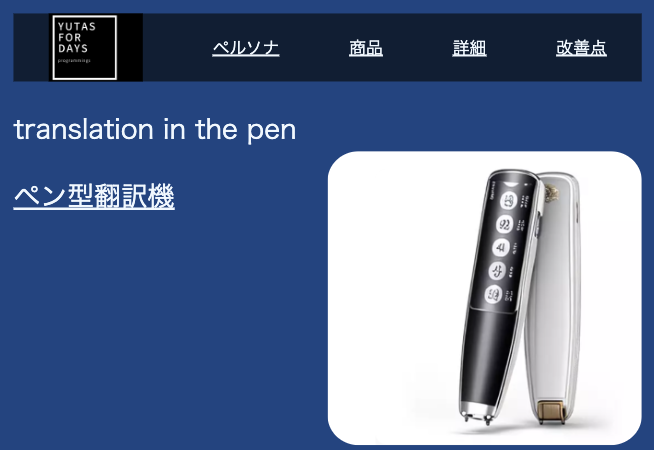 YUTAS
FOR
DAYS
programmings
ペルソナ
商品
詳細
改善点
translation in the pen
ペン型翻訳機